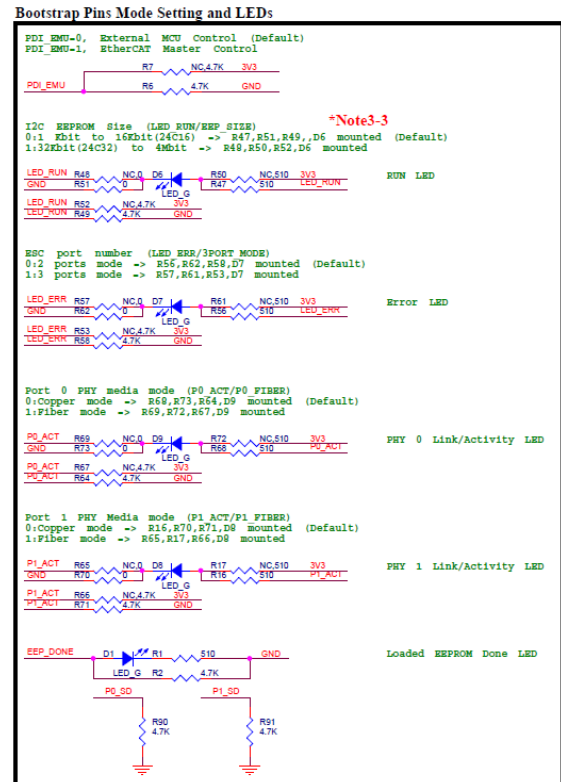 Bootstrap Pins Mode Setting and LEDs
PDI_EMU=0, External MCU Control (Default)
PDI_EMU=1, EtherCAT Master Control
R7 NC,4.7K 3V3
PDI_EMU R6 4.7K GND
*Note3-3
I2C EEPROM Size (LED_RUN/EEP_SIZE)
0:1 Kbit to 16Kbit(24C16) -> R47,R51,R49,,D6 mounted (Default)
1:32Kbit(24C32) to 4Mbit -> R48,R50,R52,D6 mounted
LED_RUN R48 NC,0 D6 R50 NC,510 3V3 RUN LED
GND R51 0 LED_G R47 510 LED_RUN
LED_RUN R52 NC,4.7K 3V3
LED_RUN R49 4.7K GND
ESC port number (LED_ERR/3PORT_MODE)
0:2 ports mode -> R56,R62,R58,D7 mounted (Default)
1:3 ports mode -> R57,R61,R53,D7 mounted
LED_ERR R57 NC,0 D7 R61 NC,510 3V3 Error LED
GND R62 0 LED_G R56 510 LED_ERR
LED_ERR R53 NC,4.7K 3V3
LED_ERR R58 4.7K GND
Port 0 PHY media mode (P0_ACT/P0_FIBER)
0:Copper mode -> R68,R73,R64,D9 mounted (Default)
1:Fiber mode -> R69,R72,R67,D9 mounted
P0_ACT R69 NC,0 D9 R72 NC,510 3V3 PHY 0 Link/Activity LED
GND R73 0 LED_G R68 510 P0_ACT
P0_ACT R67 NC,4.7K 3V3
P0_ACT R64 4.7K GND
Port 1 PHY Media mode (P1_ACT/P1_FIBER)
0:Copper mode -> R16,R70,R71,D8 mounted (Default)
1:Fiber mode -> R65,R17,R66,D8 mounted
P1_ACT R65 NC,0 D8 R17 NC,510 3V3 PHY 1 Link/Activity LED
GND R70 0 LED_G R16 510 P1_ACT
P1_ACT R66 NC,4.7K 3V3
P1_ACT R71 4.7K GND
EEP_DONE D1 R1 510 GND Loaded EEPROM Done LED
LED_G R2 4.7K
P0_SD P1_SD
R90 R91
4.7K 4.7K